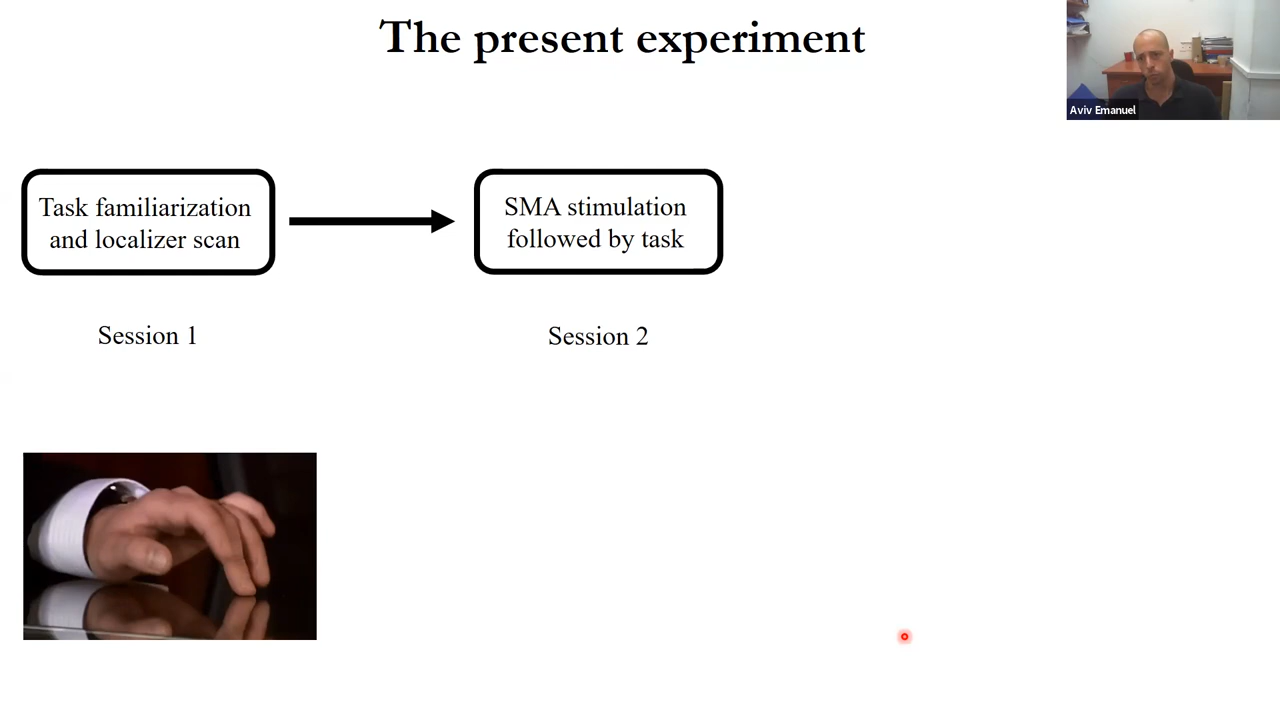 The present experiment
Aviv Emanuel
Task familiarization
and localizer scan
SMA stimulation
followed by task
Session 1
Session 2